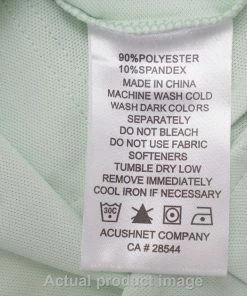 90%POLYESTER
10%SPANDEX
MADE IN CHINA
MACHINE WASH COLD
WASH DARK COLORS
SEPARATELY
DO NOT BLEACH
DO NOT USE FABRIC
SOFTENERS
TUMBLE DRY LOW
REMOVE IMMEDIATELY
COOL IRON IF NECESSARY
30C
ACUSHNET COMPANY
CA # 28544
Actual product image